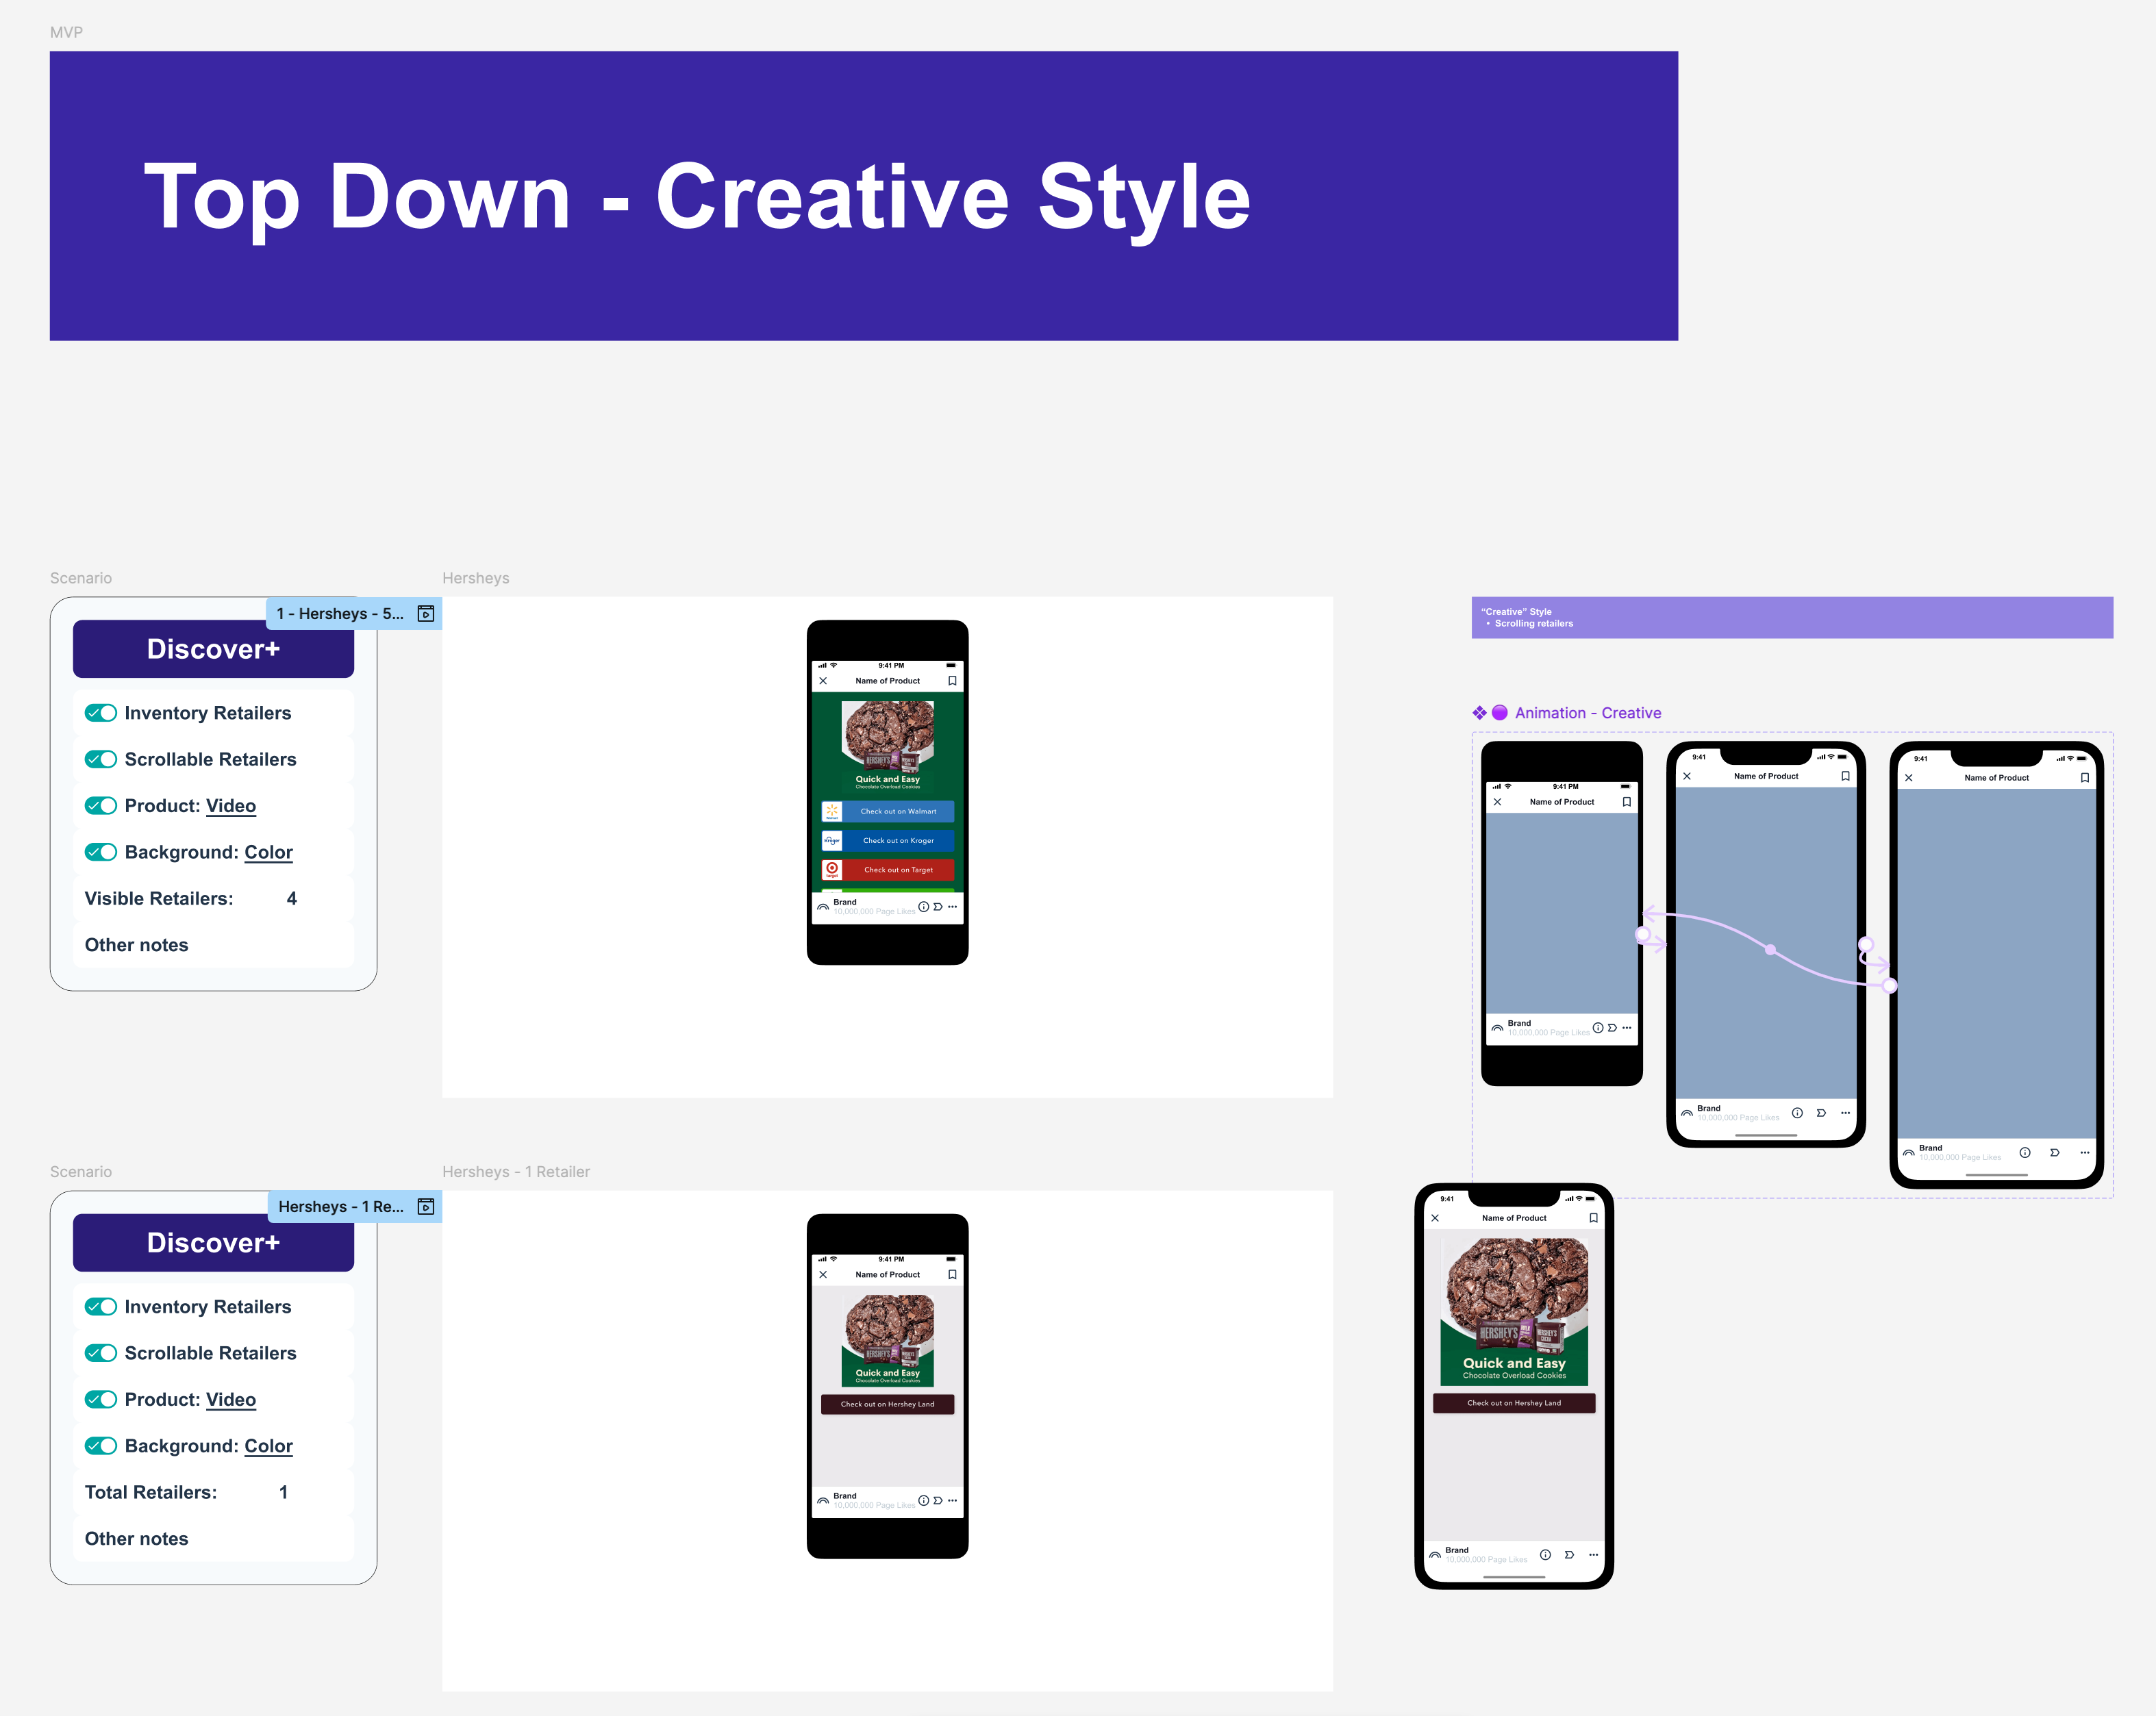 MVP
Top Down - Creative Style
Scenario
1 - Hersheys - 5...
Discover+
Inventory Retailers
Scrollable Retailers
Product: Video
Background: Color
Visible Retailers: 4
Other notes
Hersheys
9:41 PM
Name of Product
HERSHEY'S
Quick and Easy
Chocolate Overload Cookies
Check out on Walmart
Kroger
Check out on Kroger
Target
Check out on Target
Brand
10,000,000 Page Likes
"Creative" Style
• Scrolling retailers
Animation - Creative
9:41 PM
Name of Product
Brand
10,000,000 Page Likes
9:41
Name of Product
Brand
10,000,000 Page Likes
9:41
Name of Product
Brand
10,000,000 Page Likes
Scenario
Hersheys - 1 Re...
Discover+
Inventory Retailers
Scrollable Retailers
Product: Video
Background: Color
Total Retailers: 1
Other notes
Hersheys - 1 Retailer
9:41 PM
Name of Product
HERSHEY'S
Quick and Easy
Chocolate Overload Cookies
Check out on Hershey Land
Brand
10,000,000 Page Likes
9:41
Name of Product
HERSHEY'S
HERSHEY'S
COCOA
Quick and Easy
Chocolate Overload Cookies
Check out on Hershey Land
Brand
10,000,000 Page Likes